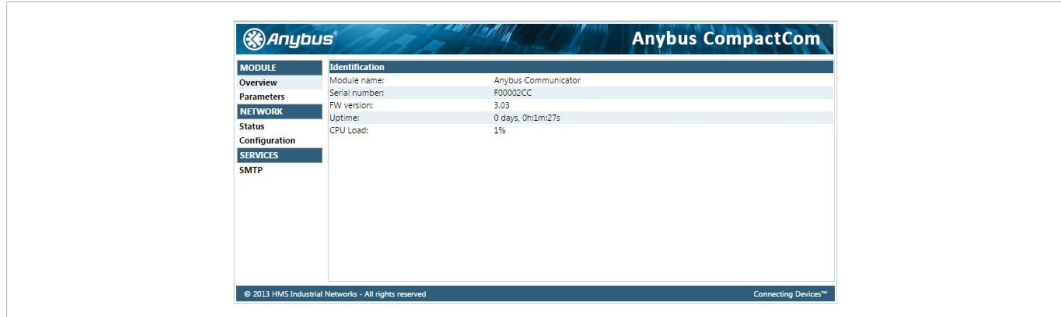 Anybus®
Anybus CompactCom
MODULE
Overview
Parameters
NETWORK
Status
Configuration
SERVICES
SMTP
Identification
Module name: Anybus Communicator
Serial number: F00002CC
FW version: 3.03
Uptime: 0 days, 0h:1m:27s
CPU Load: 1%
© 2013 HMS Industrial Networks - All rights reserved
Connecting Devices™